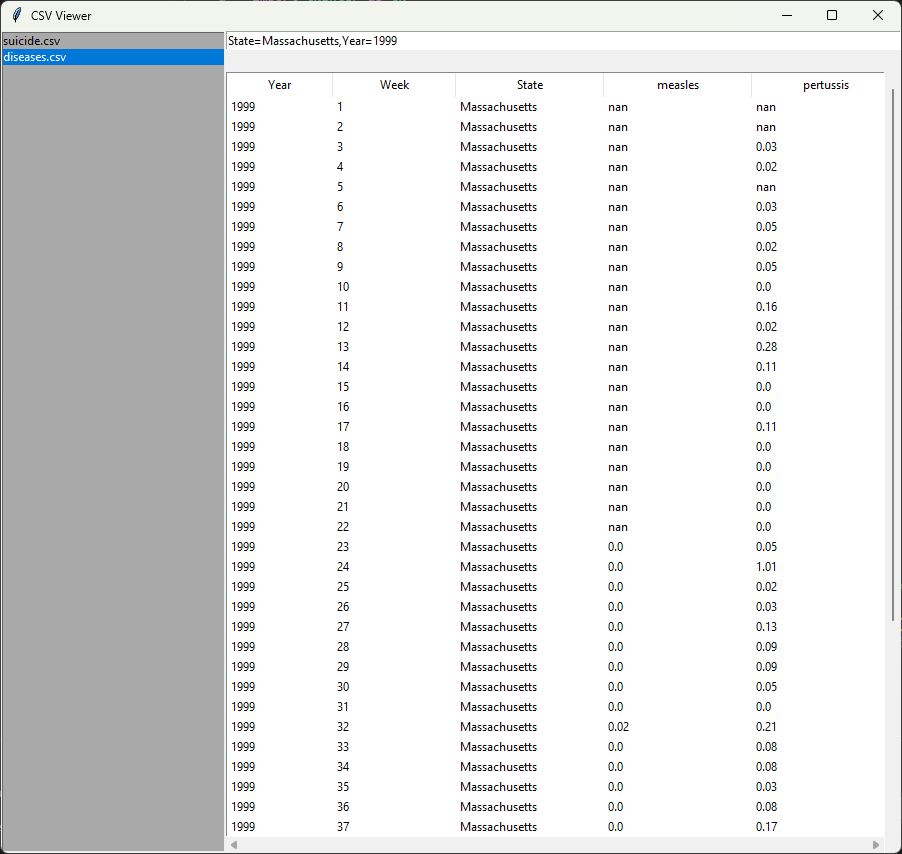 CSV Viewer
suicide.csv
diseases.csv
State=Massachusetts,Year=1999
Year Week State measles pertussis
1999 1 Massachusetts nan nan
1999 2 Massachusetts nan nan
1999 3 Massachusetts nan 0.03
1999 4 Massachusetts nan 0.02
1999 5 Massachusetts nan nan
1999 6 Massachusetts nan 0.03
1999 7 Massachusetts nan 0.05
1999 8 Massachusetts nan 0.02
1999 9 Massachusetts nan 0.05
1999 10 Massachusetts nan 0.0
1999 11 Massachusetts nan 0.16
1999 12 Massachusetts nan 0.02
1999 13 Massachusetts nan 0.28
1999 14 Massachusetts nan 0.11
1999 15 Massachusetts nan 0.0
1999 16 Massachusetts nan 0.0
1999 17 Massachusetts nan 0.11
1999 18 Massachusetts nan 0.0
1999 19 Massachusetts nan 0.0
1999 20 Massachusetts nan 0.0
1999 21 Massachusetts nan 0.0
1999 22 Massachusetts nan 0.0
1999 23 Massachusetts 0.0 0.05
1999 24 Massachusetts 0.0 1.01
1999 25 Massachusetts 0.0 0.02
1999 26 Massachusetts 0.0 0.03
1999 27 Massachusetts 0.0 0.13
1999 28 Massachusetts 0.0 0.09
1999 29 Massachusetts 0.0 0.09
1999 30 Massachusetts 0.0 0.05
1999 31 Massachusetts 0.0 0.0
1999 32 Massachusetts 0.02 0.21
1999 33 Massachusetts 0.0 0.08
1999 34 Massachusetts 0.0 0.08
1999 35 Massachusetts 0.0 0.03
1999 36 Massachusetts 0.0 0.08
1999 37 Massachusetts 0.0 0.17